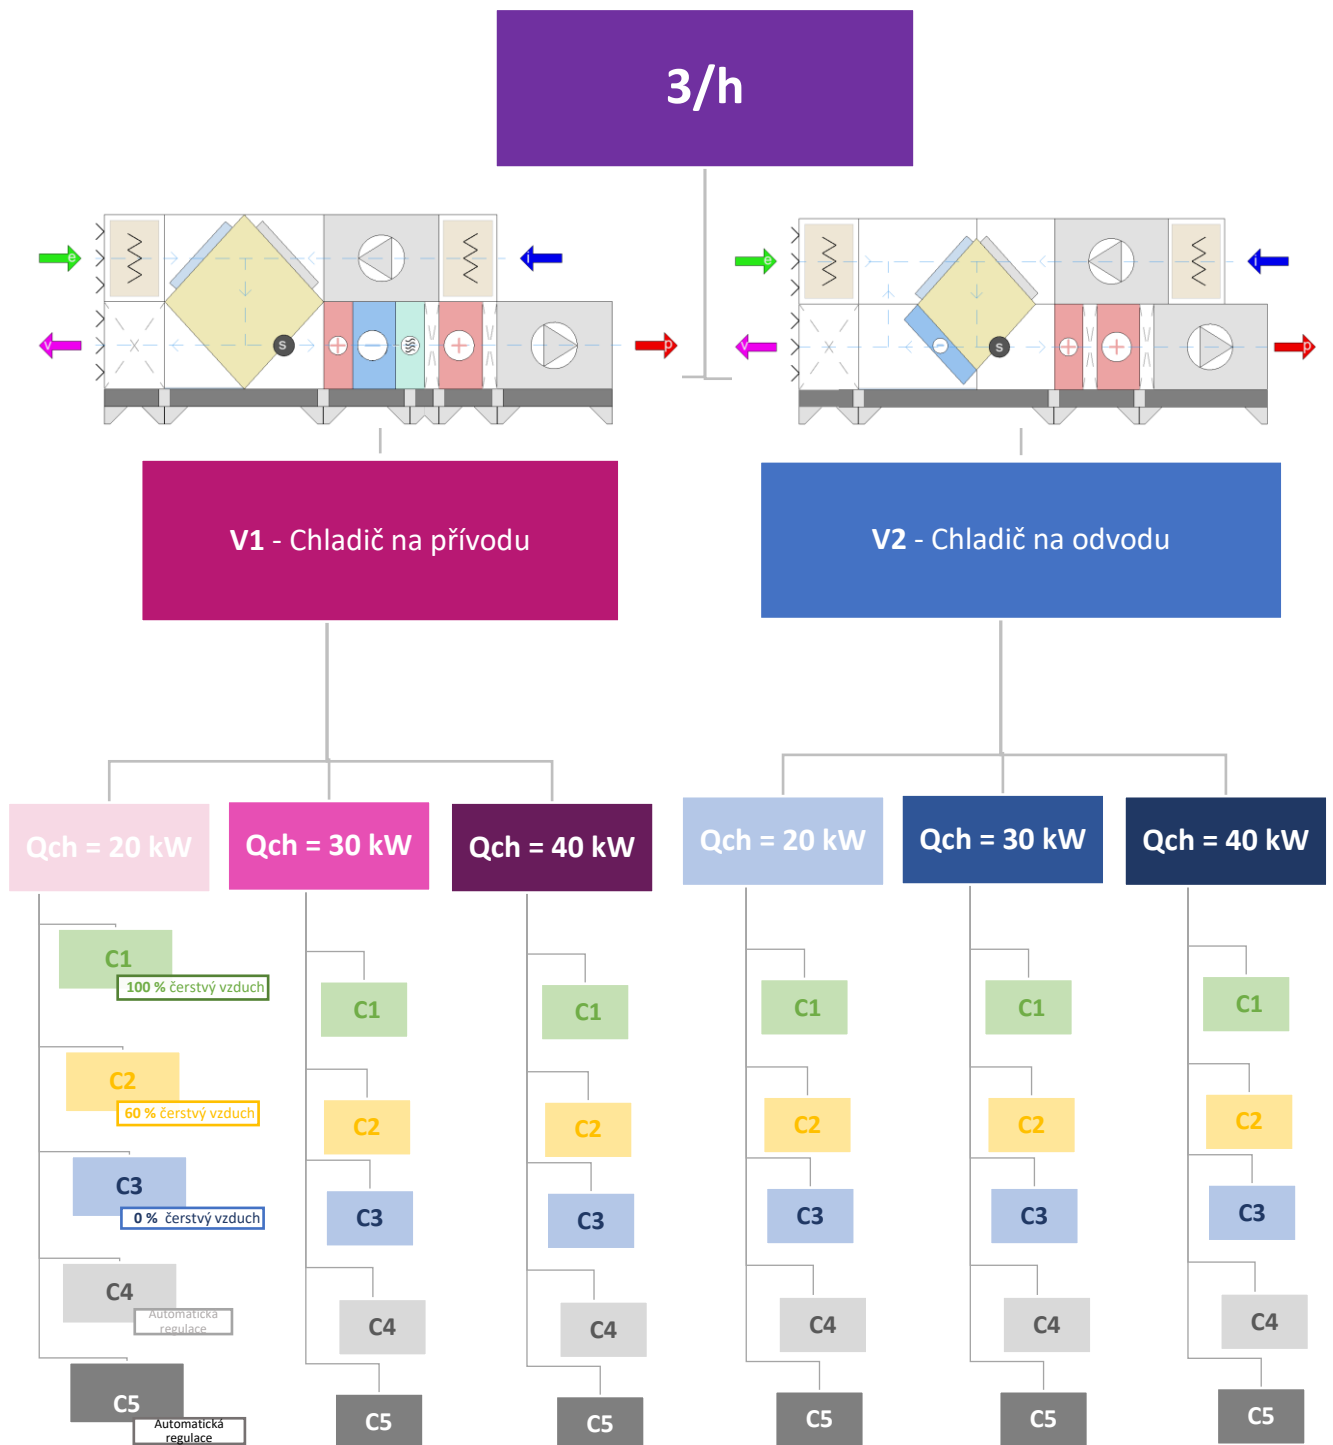 3/h
e
i
v
s
p
e
i
v
s
p
V1 - Chladič na přívodu
V2 - Chladič na odvodu
Qch = 20 kW
Qch = 30 kW
Qch = 40 kW
Qch = 20 kW
Qch = 30 kW
Qch = 40 kW
C1
100 % čerstvý vzduch
C2
60 % čerstvý vzduch
C3
0 % čerstvý vzduch
C4
Automatická
regulace
C5
Automatická
regulace
C1
C2
C3
C4
C5
C1
C2
C3
C4
C5
C1
C2
C3
C4
C5
C1
C2
C3
C4
C5
C1
C2
C3
C4
C5